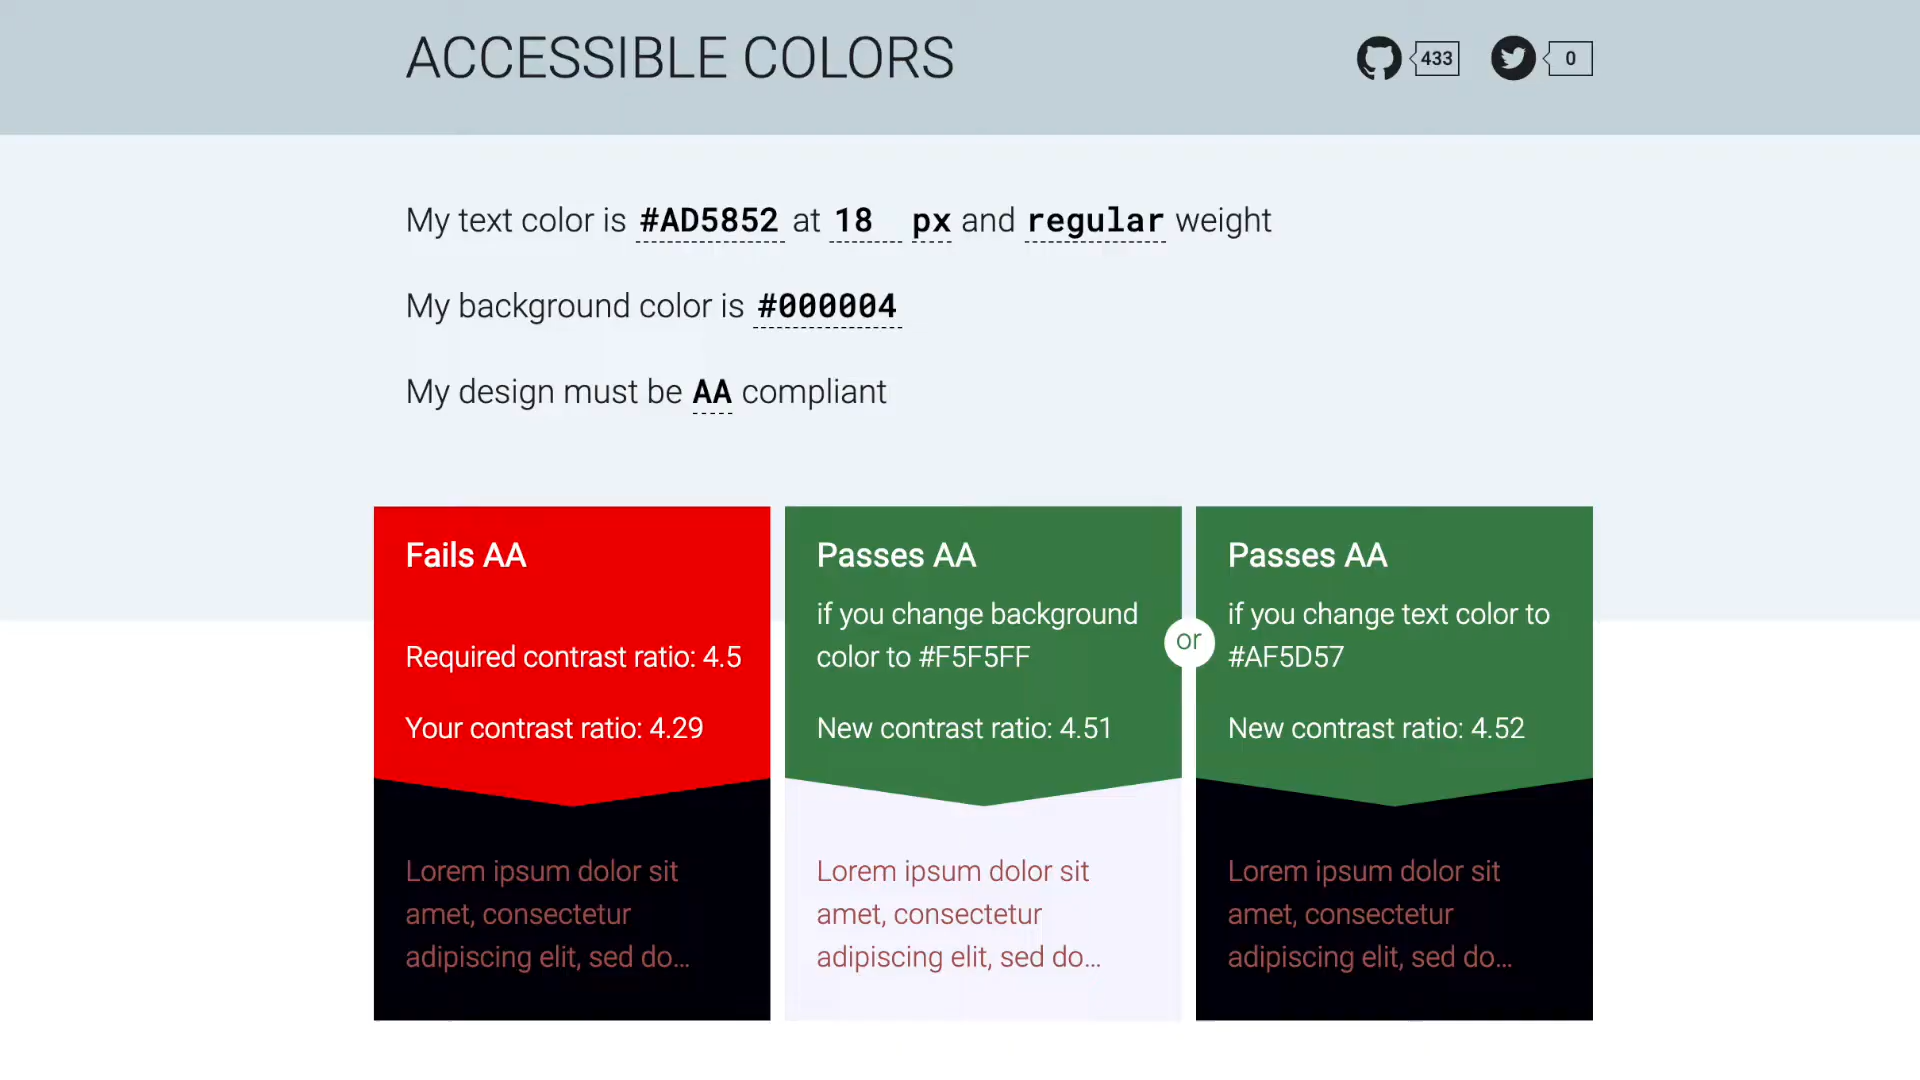 ACCESSIBLE COLORS
433
0
My text color is #AD5852 at 18 px and regular weight
My background color is #000004
My design must be AA compliant
Fails AA
Required contrast ratio: 4.5
Your contrast ratio: 4.29
Lorem ipsum dolor sit
amet, consectetur
adipiscing elit, sed do...
Passes AA
if you change background
color to #F5F5FF
New contrast ratio: 4.51
Lorem ipsum dolor sit
amet, consectetur
adipiscing elit, sed do...
or
Passes AA
if you change text color to
#AF5D57
New contrast ratio: 4.52
Lorem ipsum dolor sit
amet, consectetur
adipiscing elit, sed do...